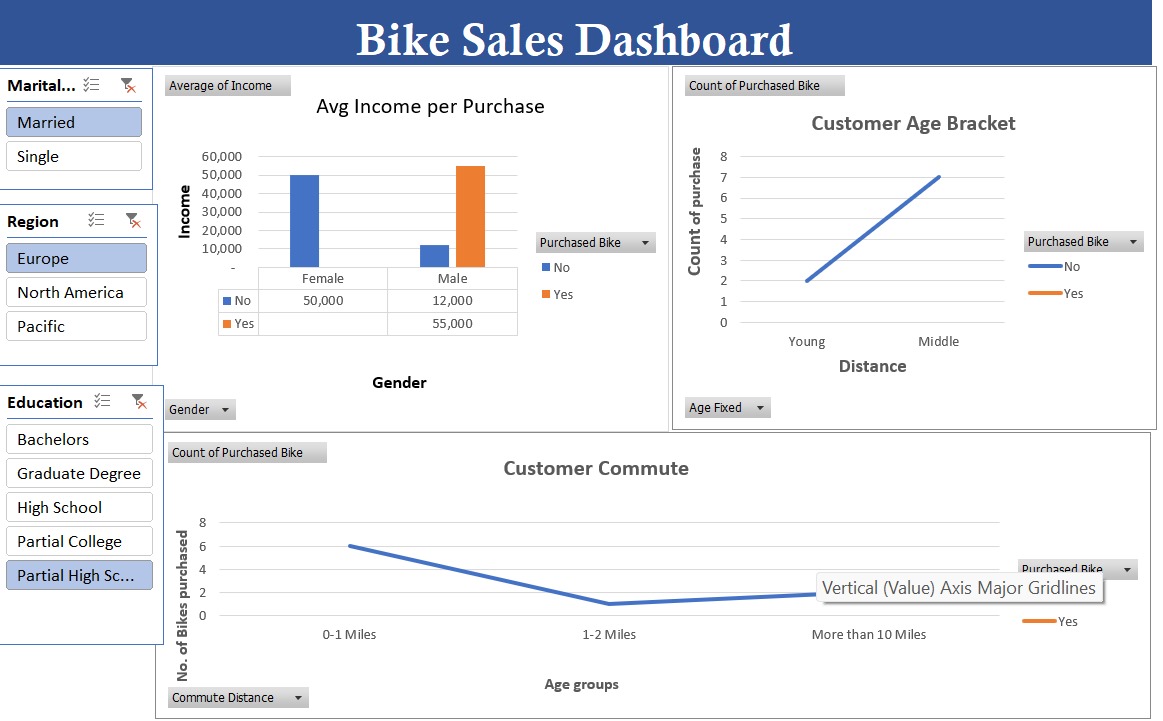 Bike Sales Dashboard
Marital...
Married
Single
Region
Europe
North America
Pacific
Education
Bachelors
Graduate Degree
High School
Partial College
Partial High Sc...
Average of Income
Avg Income per Purchase
Income
60,000
50,000
40,000
30,000
20,000
10,000
-
Female Male
No 50,000 12,000
Yes 55,000
Gender
Purchased Bike
No
Yes
Gender
Count of Purchased Bike
Customer Age Bracket
Count of purchase
8
7
6
5
4
3
2
1
0
Young Middle
Distance
Purchased Bike
No
Yes
Age Fixed
Count of Purchased Bike
Customer Commute
No. of Bikes purchased
8
6
4
2
0
0-1 Miles 1-2 Miles More than 10 Miles
Age groups
Purchased Bike
Vertical (Value) Axis Major Gridlines
Yes
Commute Distance